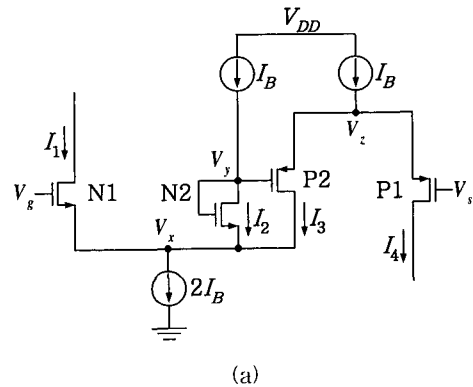 V_DD
I_B
I_B
V_z
I_1
V_y
V_g
N1
N2
P2
P1
V_s
I_2
I_3
V_x
I_4
2I_B
(a)